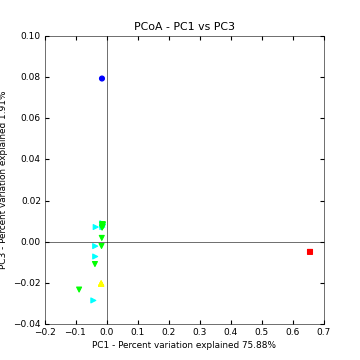 PCoA - PC1 vs PC3
0.10
0.08
0.06
0.04
0.02
0.00
−0.02
−0.04
−0.2 −0.1 0.0 0.1 0.2 0.3 0.4 0.5 0.6 0.7
PC3 - Percent variation explained 1.91%
PC1 - Percent variation explained 75.88%